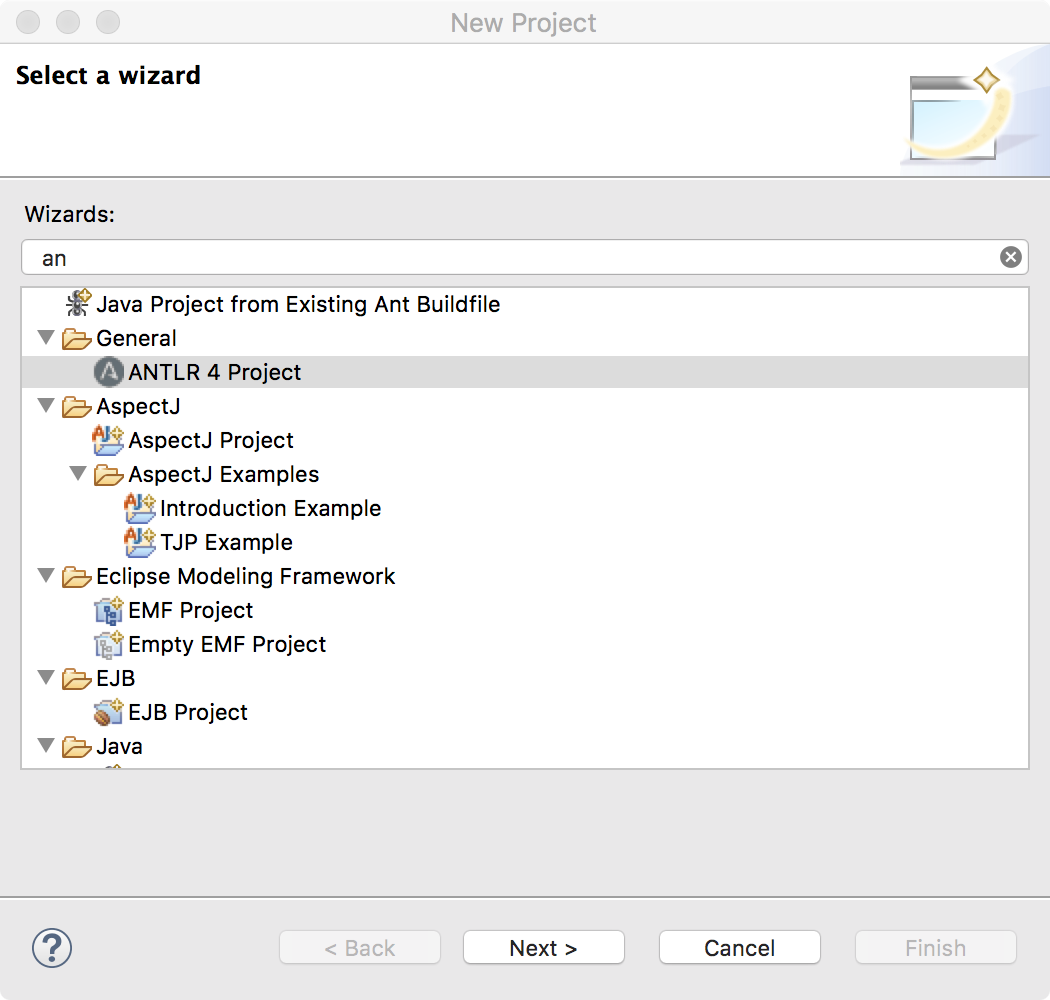 New Project
Select a wizard
Wizards:
an
Java Project from Existing Ant Buildfile
General
ANTLR 4 Project
AspectJ
AspectJ Project
AspectJ Examples
Introduction Example
TJP Example
Eclipse Modeling Framework
EMF Project
Empty EMF Project
EJB
EJB Project
Java
? < Back Next > Cancel Finish